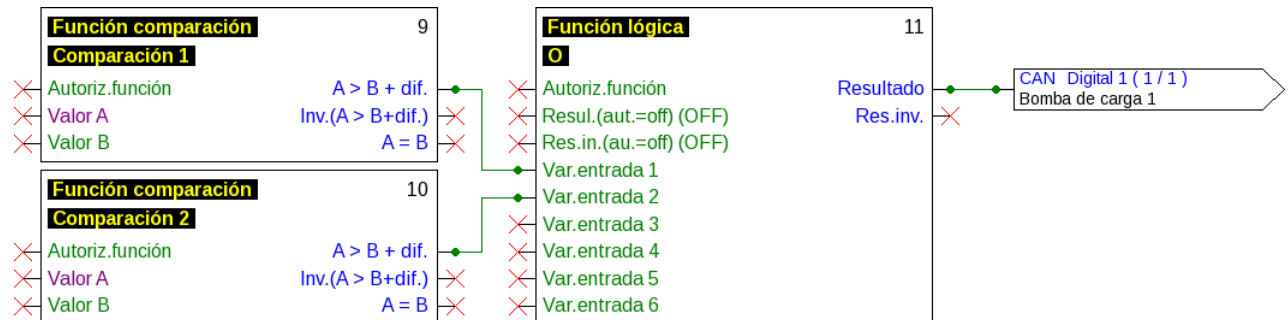 Función comparación 9
Comparación 1
Autoriz.función A > B + dif.
Valor A Inv.(A > B+dif.)
Valor B A = B
Función comparación 10
Comparación 2
Autoriz.función A > B + dif.
Valor A Inv.(A > B+dif.)
Valor B A = B
Función lógica 11
O
Autoriz.función Resultado
Resul.(aut.=off) (OFF) Res.inv.
Res.in.(au.=off) (OFF)
Var.entrada 1
Var.entrada 2
Var.entrada 3
Var.entrada 4
Var.entrada 5
Var.entrada 6
CAN Digital 1 ( 1 / 1 )
Bomba de carga 1